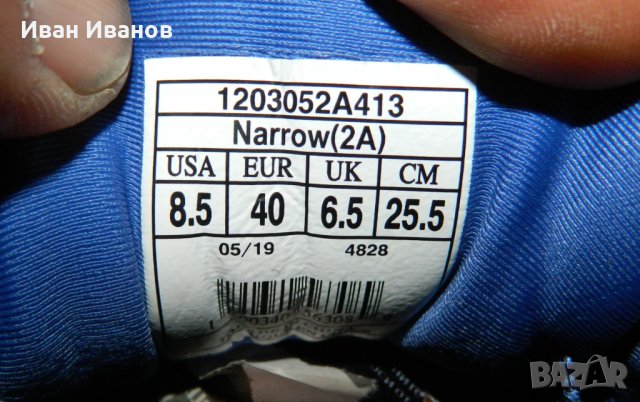 Иван Иванов
1203052A413
Narrow(2A)
USA EUR UK CM
8.5 40 6.5 25.5
05/19 4828
BAZAR